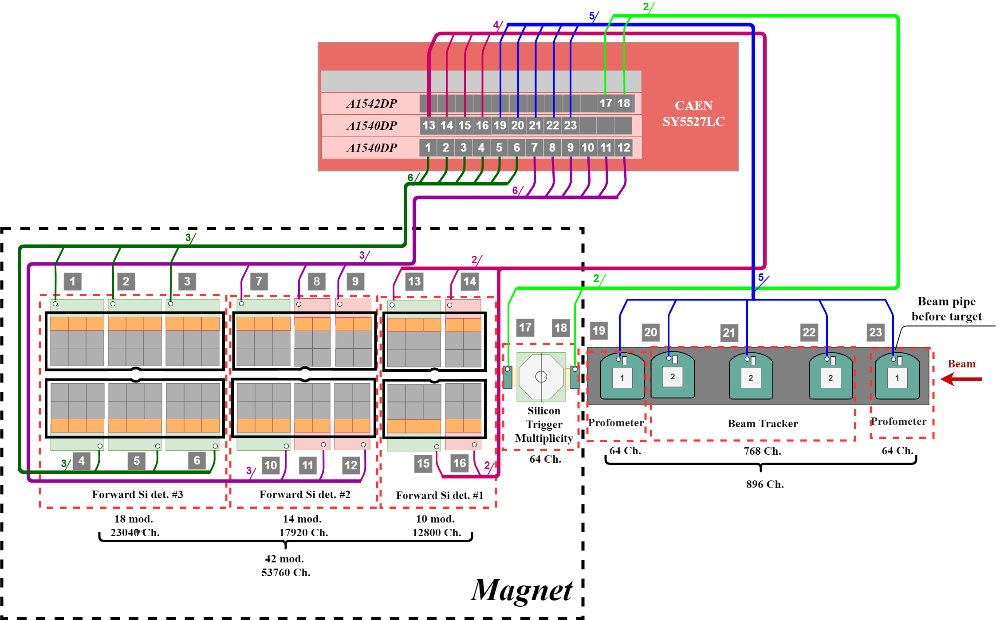 2
5
4
A1542DP
17 18
CAEN
SY5527LC
A1540DP
13 14 15 16 19 20 21 22 23
A1540DP
1 2 3 4 5 6 7 8 9 10 11 12
6
6
3
3
2
2
5
1 2 3 7 8 9 13 14
17 18 19 20 21 22 23
Beam pipe
before target
Beam
1 2 2 2 1
Silicon
Trigger
Multiplicity
64 Ch.
Profometer
Beam Tracker
Profometer
64 Ch.
768 Ch.
64 Ch.
896 Ch.
3 4 5 6
3 10 11 12
15 16 2
Forward Si det. #3
Forward Si det. #2
Forward Si det. #1
18 mod.
23040 Ch.
14 mod.
17920 Ch.
10 mod.
12800 Ch.
42 mod.
53760 Ch.
Magnet